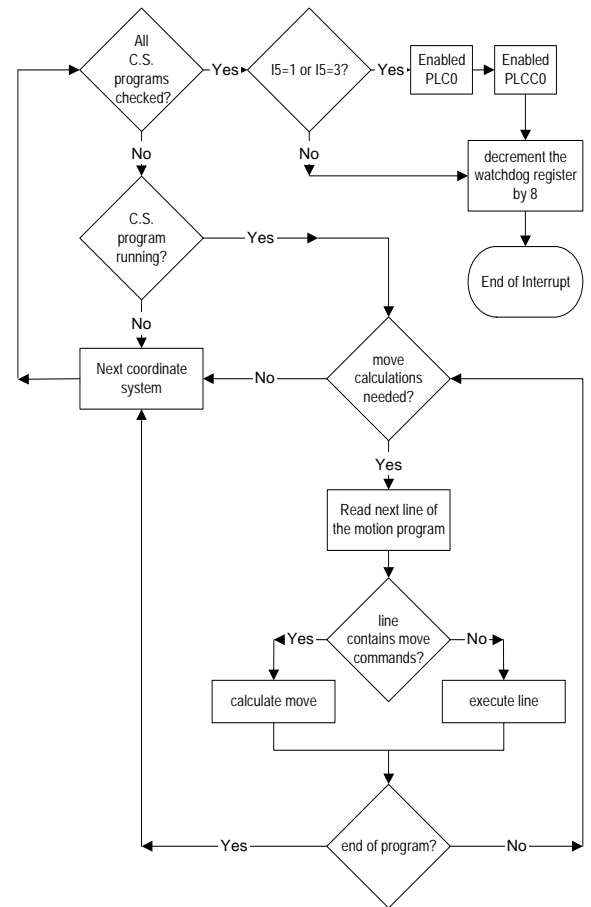 All
C.S.
programs
checked?
Yes
I5=1 or I5=3?
Yes
Enabled
PLC0
Enabled
PLCC0
No
No
decrement the
watchdog register
by 8
C.S.
program
running?
Yes
End of Interrupt
No
Next coordinate
system
No
move
calculations
needed?
Yes
Read next line of
the motion program
line
contains move
commands?
Yes
No
calculate move
execute line
end of program?
Yes
No